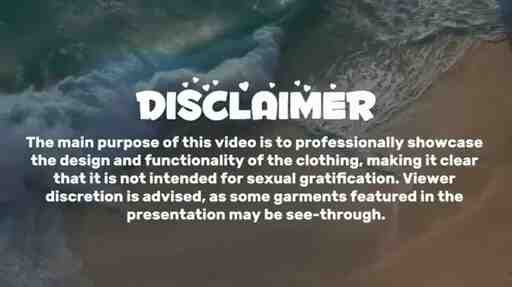 DISCLAIMER
The main purpose of this video is to professionally showcase
the design and functionality of the clothing, making it clear
that it is not intended for sexual gratification. Viewer
discretion is advised, as some garments featured in the
presentation may be see-through.